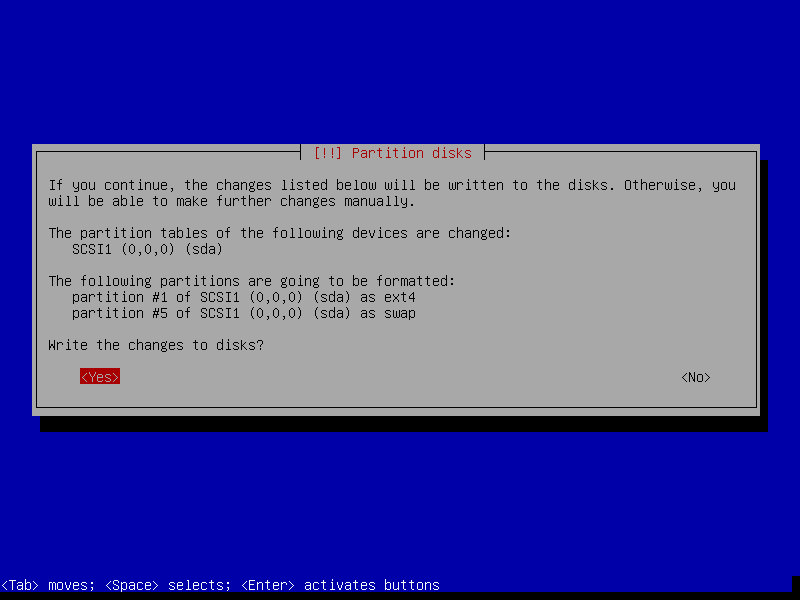 [!!] Partition disks
If you continue, the changes listed below will be written to the disks. Otherwise, you
will be able to make further changes manually.
The partition tables of the following devices are changed:
SCSI1 (0,0,0) (sda)
The following partitions are going to be formatted:
partition #1 of SCSI1 (0,0,0) (sda) as ext4
partition #5 of SCSI1 (0,0,0) (sda) as swap
Write the changes to disks?
<Yes> <No>
<Tab> moves; <Space> selects; <Enter> activates buttons